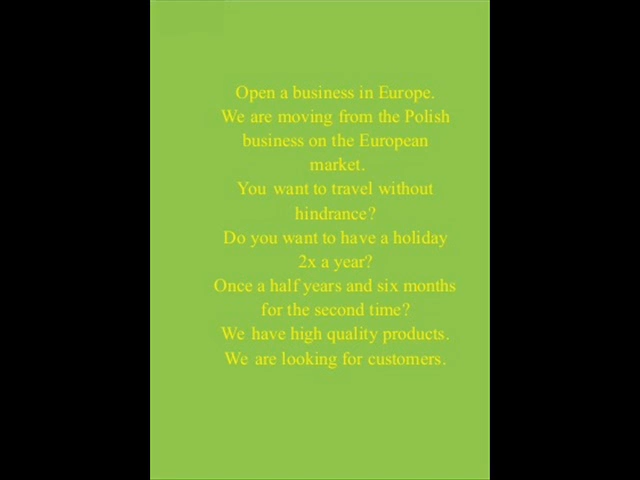 Open a business in Europe.
We are moving from the Polish
business on the European
market.
You want to travel without
hindrance?
Do you want to have a holiday
2x a year?
Once a half years and six months
for the second time?
We have high quality products.
We are looking for customers.